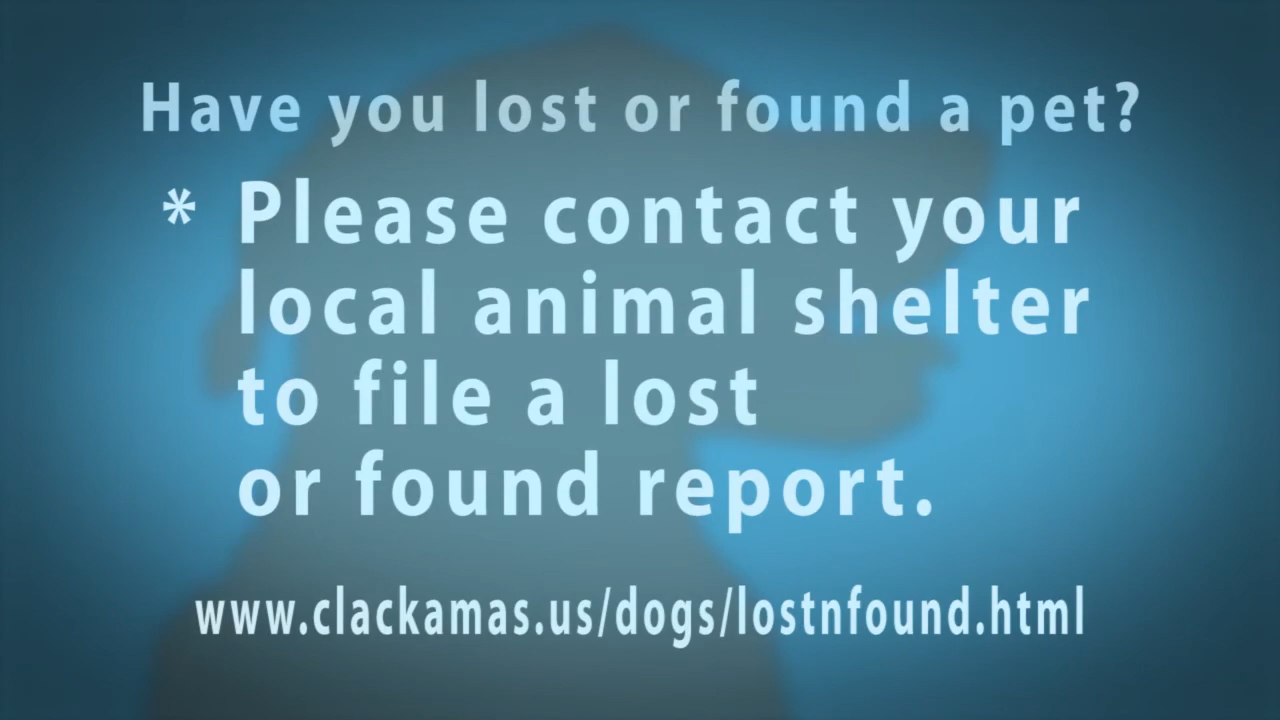 Have you lost or found a pet?
* Please contact your
local animal shelter
to file a lost
or found report.
www.clackamas.us/dogs/lostnfound.html